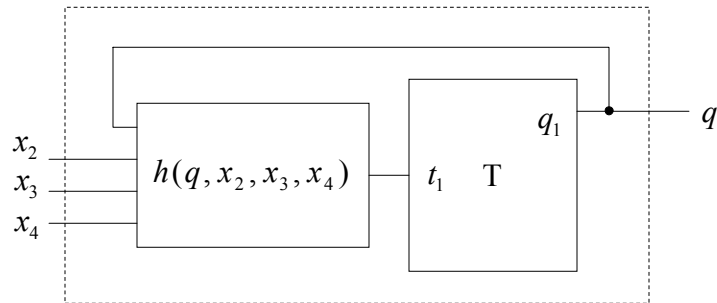 q₁
q
x₂
x₃
x₄
h(q, x₂, x₃, x₄)
t₁
T